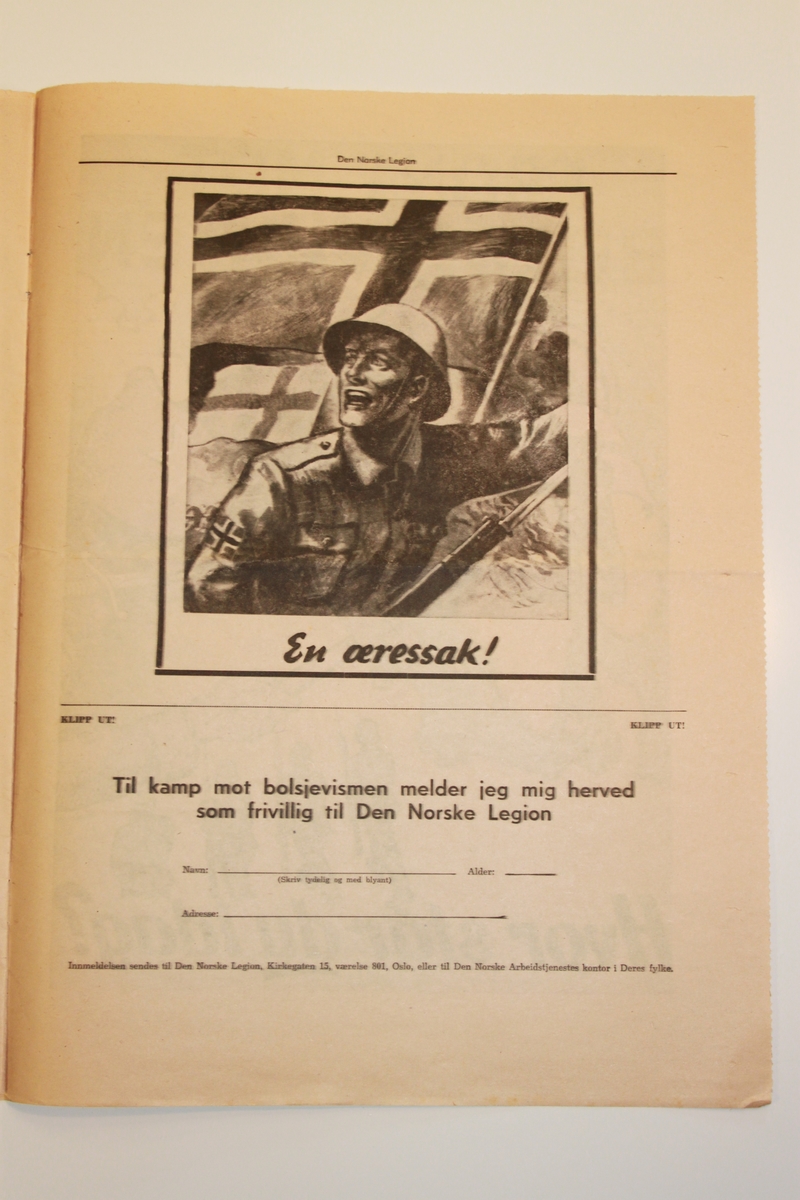 Den Norske Legion
En æressak!
KLIPP UT! KLIPP UT!
Til kamp mot bolsjevismen melder jeg mig herved
som frivillig til Den Norske Legion
Navn: Alder:
(Skriv tydelig og med blyant)
Adresse:
Innmeldelsen sendes til Den Norske Legion, Kirkegaten 15, værelse 801, Oslo, eller til Den Norske Arbeidstjenestes kontor i Deres fylke.